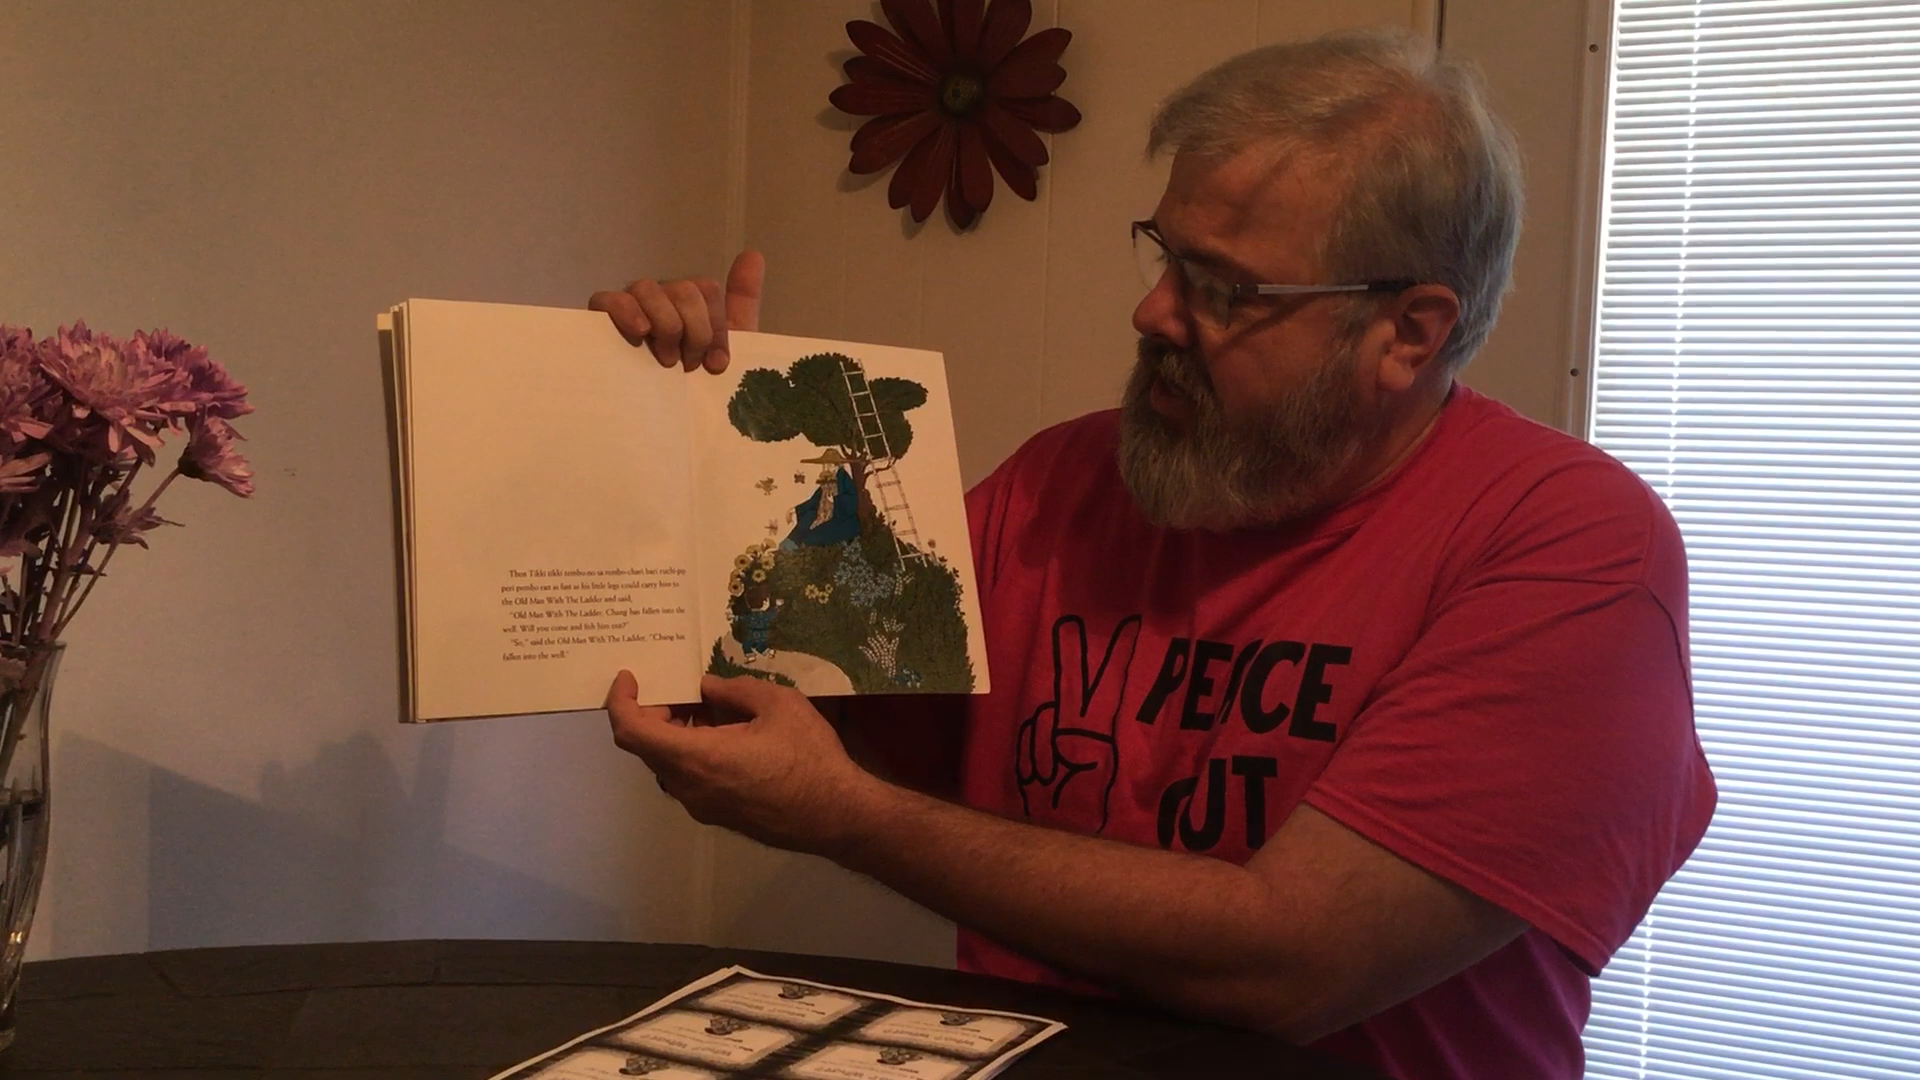 Then Tikki tikki tembo-no sa rembo-chari bari ruchi-pip
peri pembo ran as fast as his little legs could carry him to
the Old Man With The Ladder and said,
"Old Man With The Ladder, Chang has fallen into the
well. Will you come and fish him out?"
"So," said the Old Man With The Ladder, "Chang has
fallen into the well."
PEACE
OUT